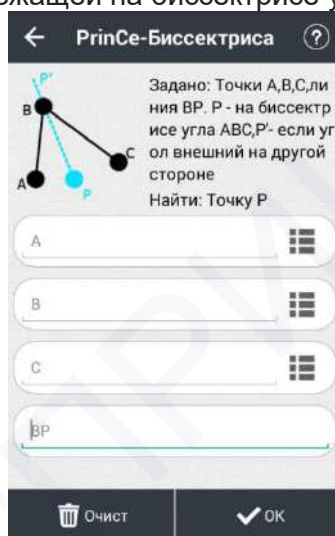 лежащей на биссектрисе у
PrinCe-Биссектриса
?
P'
B
C
A
P
Задано: Точки A,B,C,ли
ния BP. P - на биссектр
исе угла ABC,P'- если уг
ол внешний на другой
стороне
Найти: Точку P
A
B
C
BP
Очист
OK